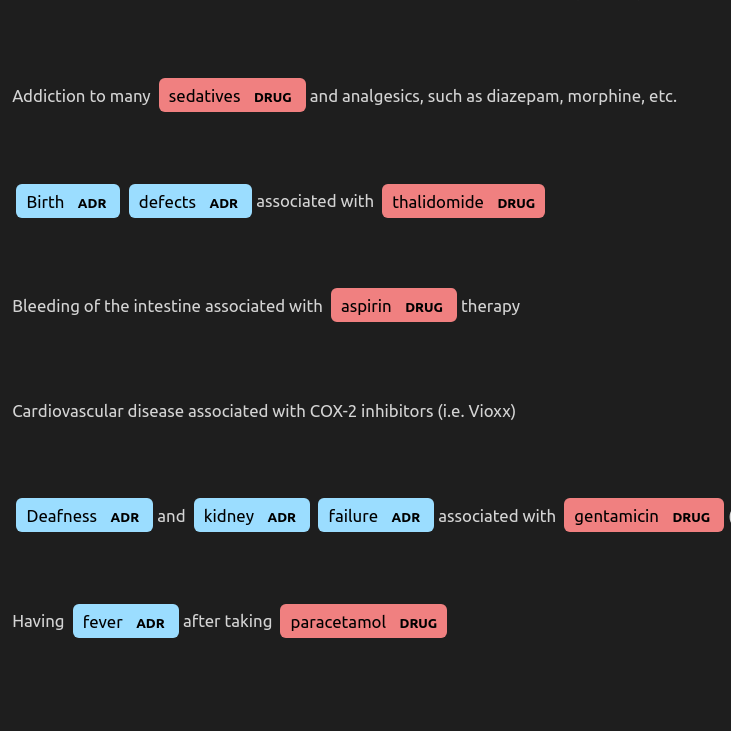 Addiction to many sedatives DRUG and analgesics, such as diazepam, morphine, etc.
Birth ADR defects ADR associated with thalidomide DRUG
Bleeding of the intestine associated with aspirin DRUG therapy
Cardiovascular disease associated with COX-2 inhibitors (i.e. Vioxx)
Deafness ADR and kidney ADR failure ADR associated with gentamicin DRUG (
Having fever ADR after taking paracetamol DRUG